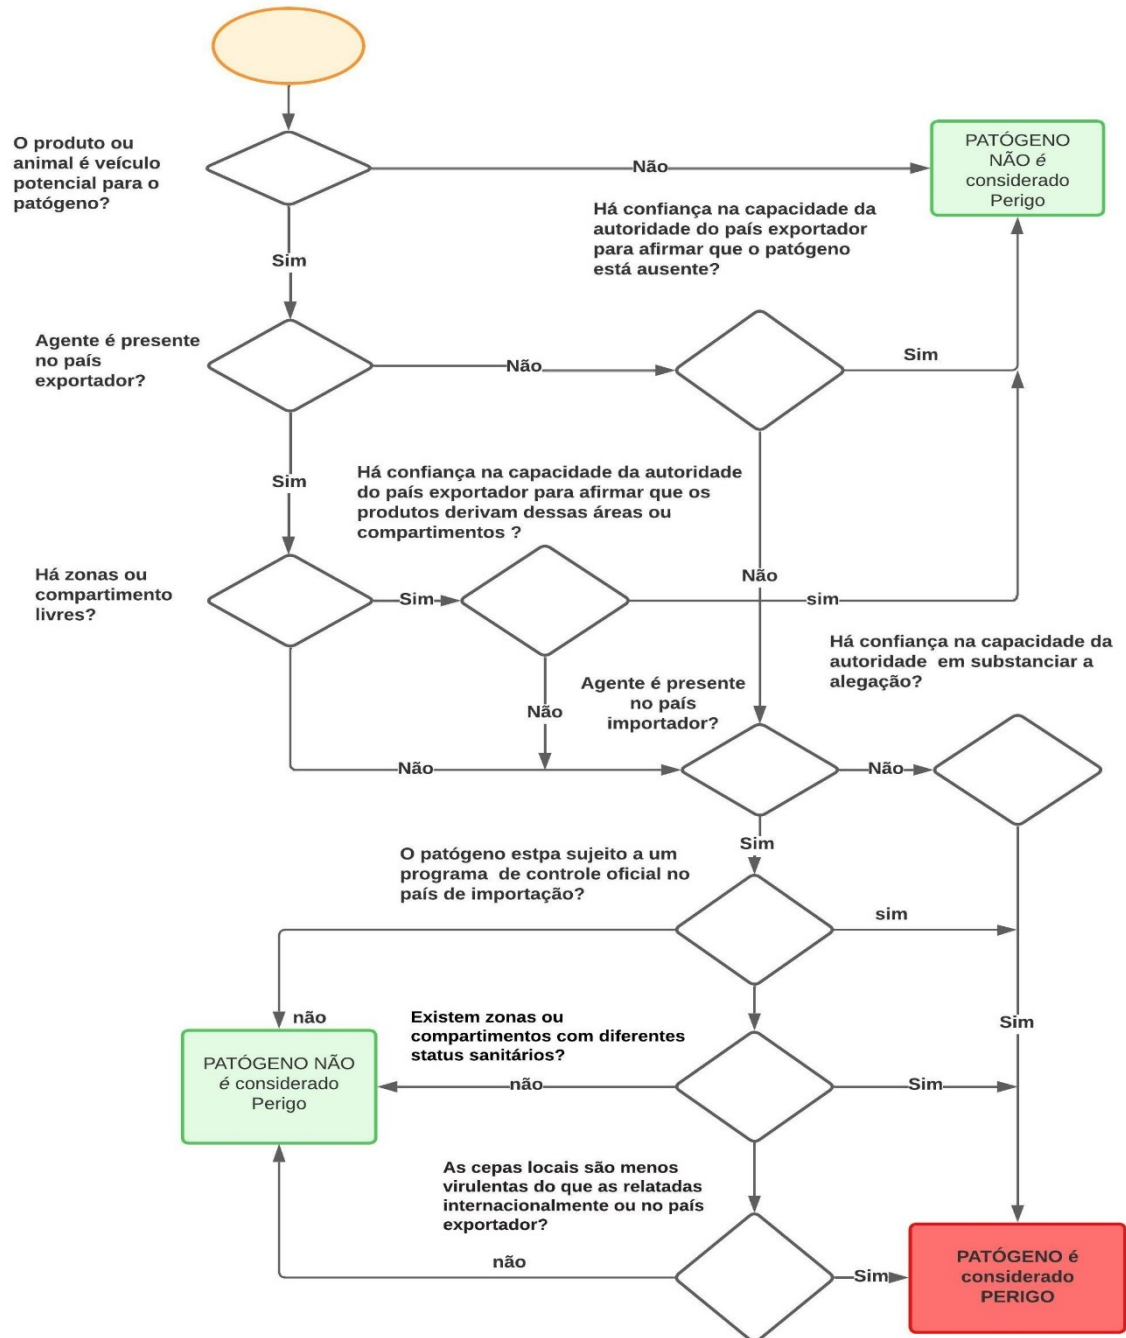 O produto ou
animal é veículo
potencial para o
patógeno?
Não
PATÓGENO
NÃO é
considerado
Perigo
Há confiança na capacidade da
autoridade do país exportador
para afirmar que o patógeno
está ausente?
Sim
Agente é presente
no país
exportador?
Não
Sim
Sim
Há confiança na capacidade da autoridade
do país exportador para afirmar que os
produtos derivam dessas áreas ou
compartimentos ?
Há zonas ou
compartimento
livres?
Sim
Não
sim
Há confiança na capacidade da
autoridade em substanciar a
alegação?
Agente é presente
no país
importador?
Não
Não
Não
Sim
O patógeno estpa sujeito a um
programa de controle oficial no
país de importação?
sim
não
Existem zonas ou
compartimentos com diferentes
status sanitários?
Sim
PATÓGENO NÃO
é considerado
Perigo
não
Sim
As cepas locais são menos
virulentas do que as relatadas
internacionalmente ou no país
exportador?
não
Sim
PATÓGENO é
considerado
PERIGO